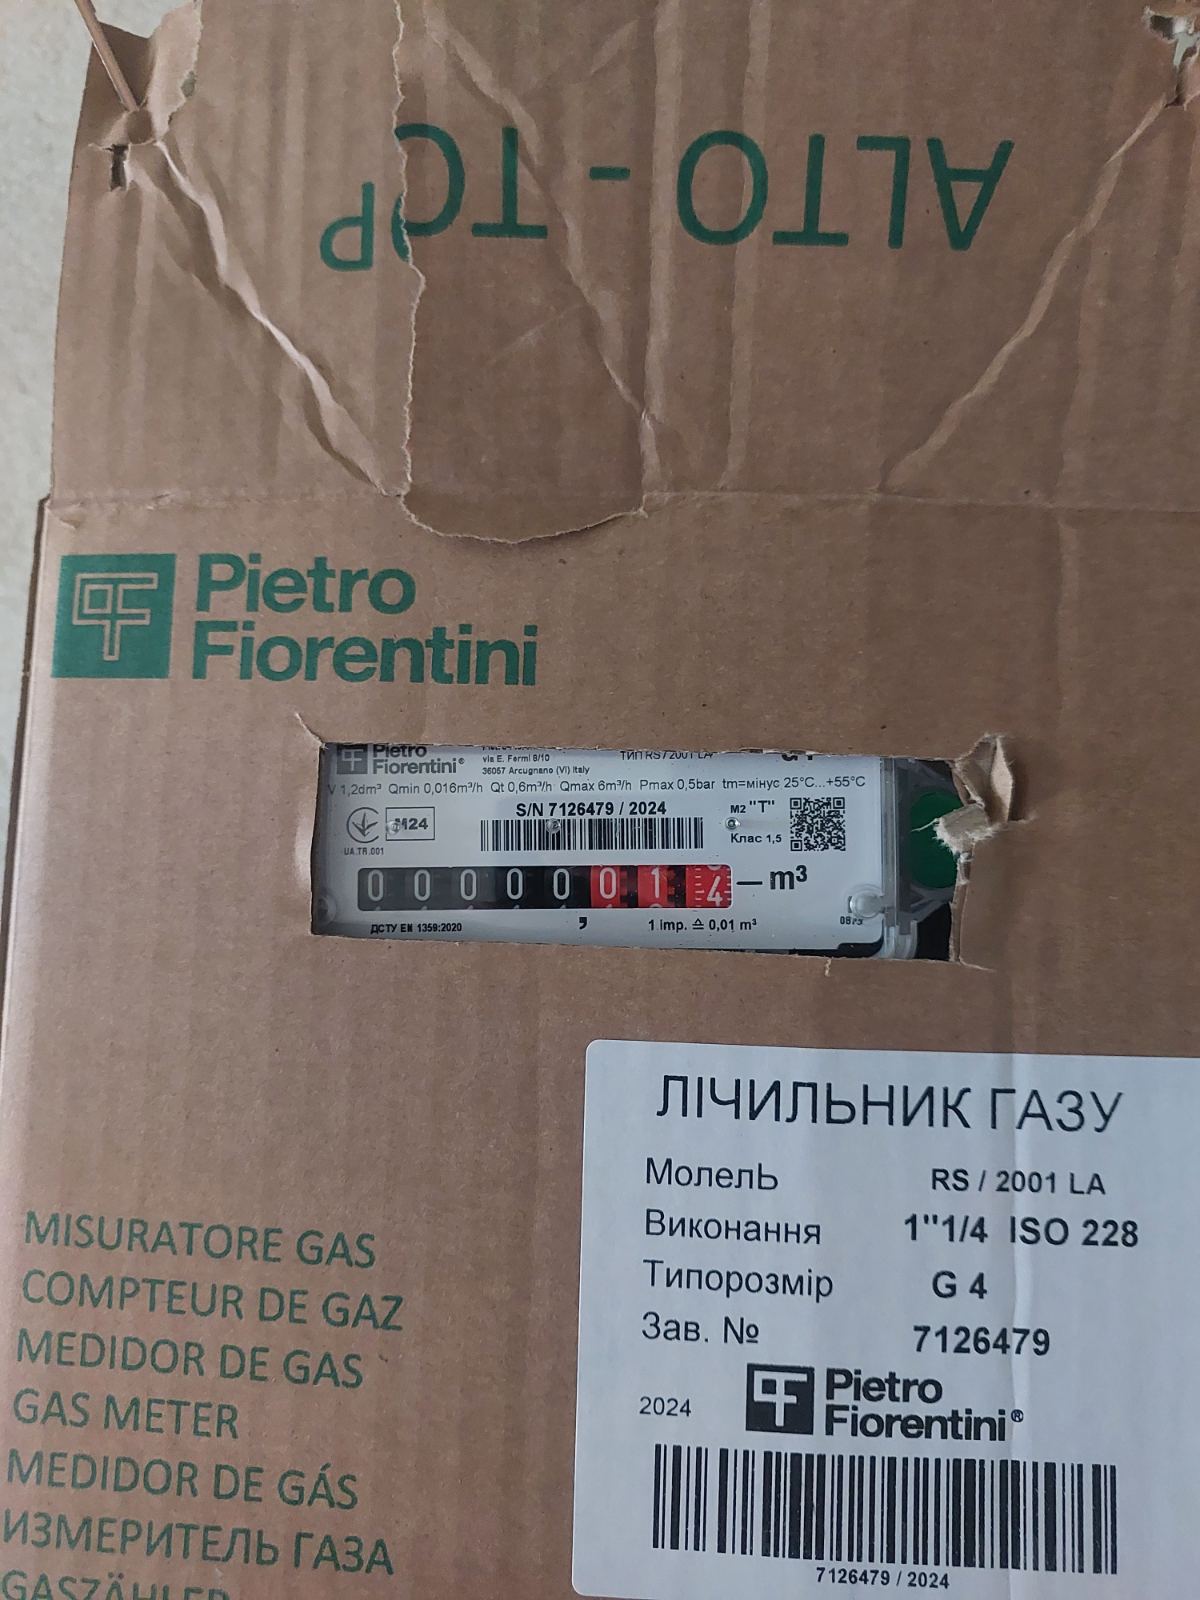 ALTO - TOP
Pietro
Fiorentini
Pietro
Fiorentini®
via E. Fermi 8/10
36057 Arcugnano (VI) Italy
ТИП RS / 2001 LA
V 1,2dm³ Qmin 0,016m³/h Qt 0,6m³/h Qmax 6m³/h Pmax 0,5bar tm=мінус 25°C...+55°C
S/N 7126479 / 2024
M24
UA.TR.001
M2 "T"
Клас 1,5
0 0 0 0 0 0 1 4 — m³
ДСТУ EN 1359:2020
,
1 imp. ≙ 0,01 m³
ЛІЧИЛЬНИК ГАЗУ
МолелЬ RS / 2001 LA
Виконання 1"1/4 ISO 228
Типорозмір G 4
Зав. № 7126479
2024
Pietro
Fiorentini®
7126479 / 2024
MISURATORE GAS
COMPTEUR DE GAZ
MEDIDOR DE GAS
GAS METER
MEDIDOR DE GÁS
ИЗМЕРИТЕЛЬ ГАЗА
GASZÄHLER